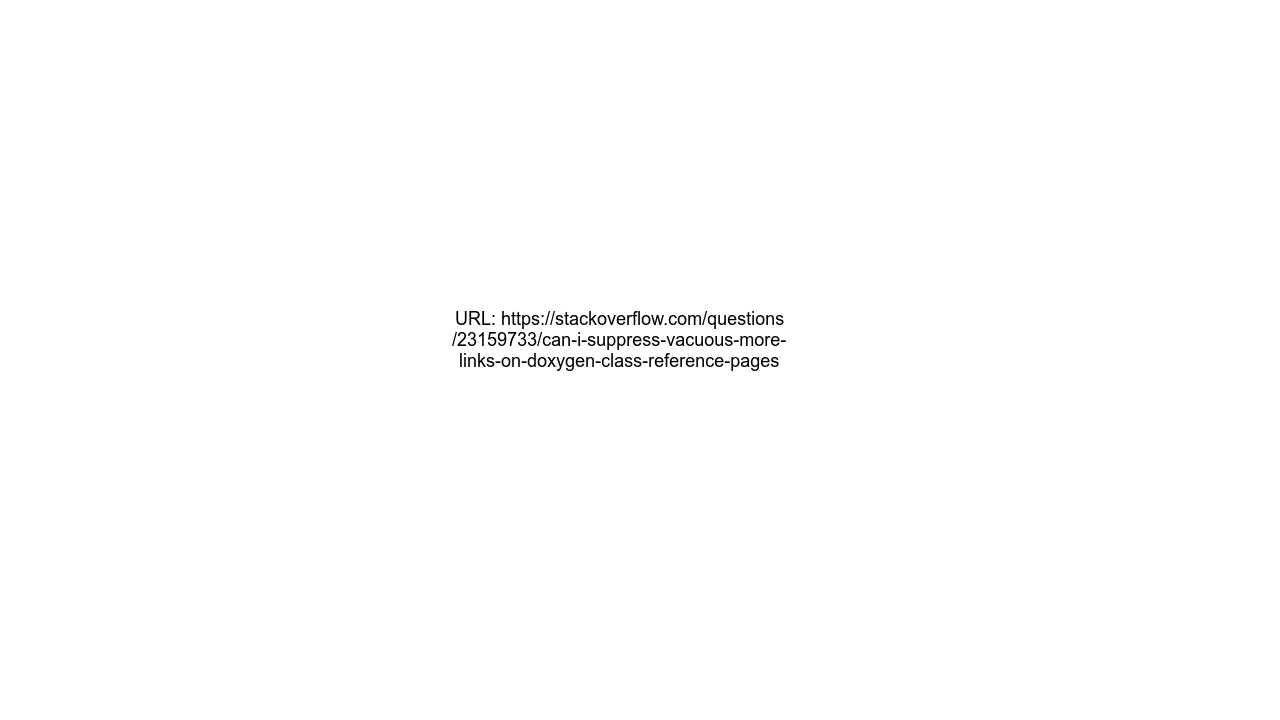 URL: https://stackoverflow.com/questions
/23159733/can-i-suppress-vacuous-more-
links-on-doxygen-class-reference-pages